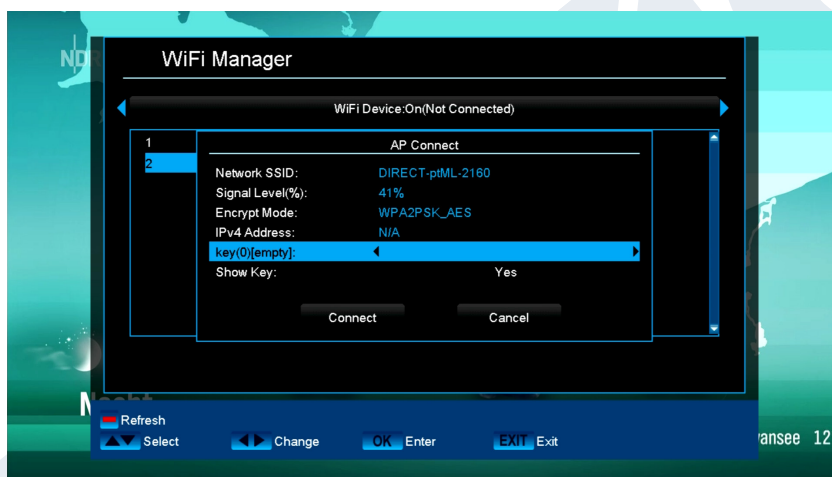 NDR
WiFi Manager
WiFi Device:On(Not Connected)
1
2
AP Connect
Network SSID: DIRECT-ptML-2160
Signal Level(%): 41%
Encrypt Mode: WPA2PSK_AES
IPv4 Address: N/A
key(0)[empty]:
Show Key: Yes
Connect Cancel
Refresh
Select Change OK Enter EXIT Exit
12